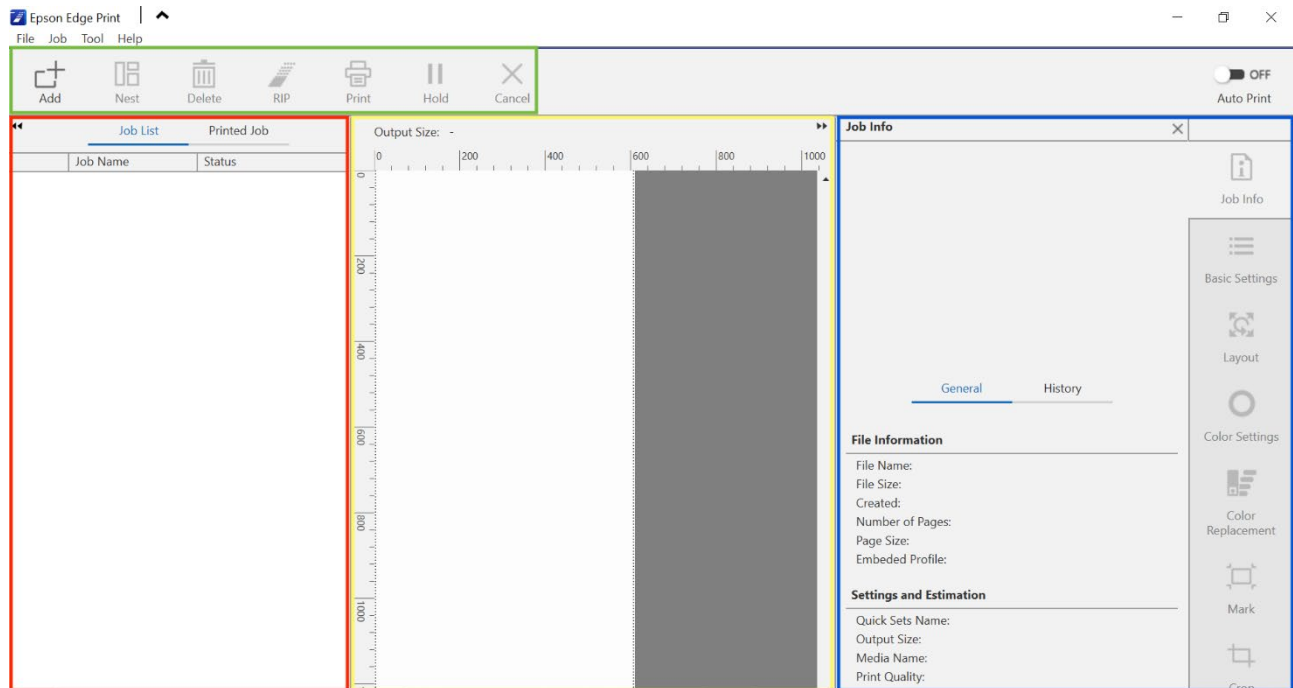 Epson Edge Print
File Job Tool Help
Add Nest Delete RIP Print Hold Cancel
OFF
Auto Print
Job List Printed Job
Job Name Status
Output Size: -
0 200 400 600 800 1000
0
200
400
600
800
1000
Job Info
General History
File Information
File Name:
File Size:
Created:
Number of Pages:
Page Size:
Embeded Profile:
Settings and Estimation
Quick Sets Name:
Output Size:
Media Name:
Print Quality:
Job Info
Basic Settings
Layout
Color Settings
Color
Replacement
Mark
Crop